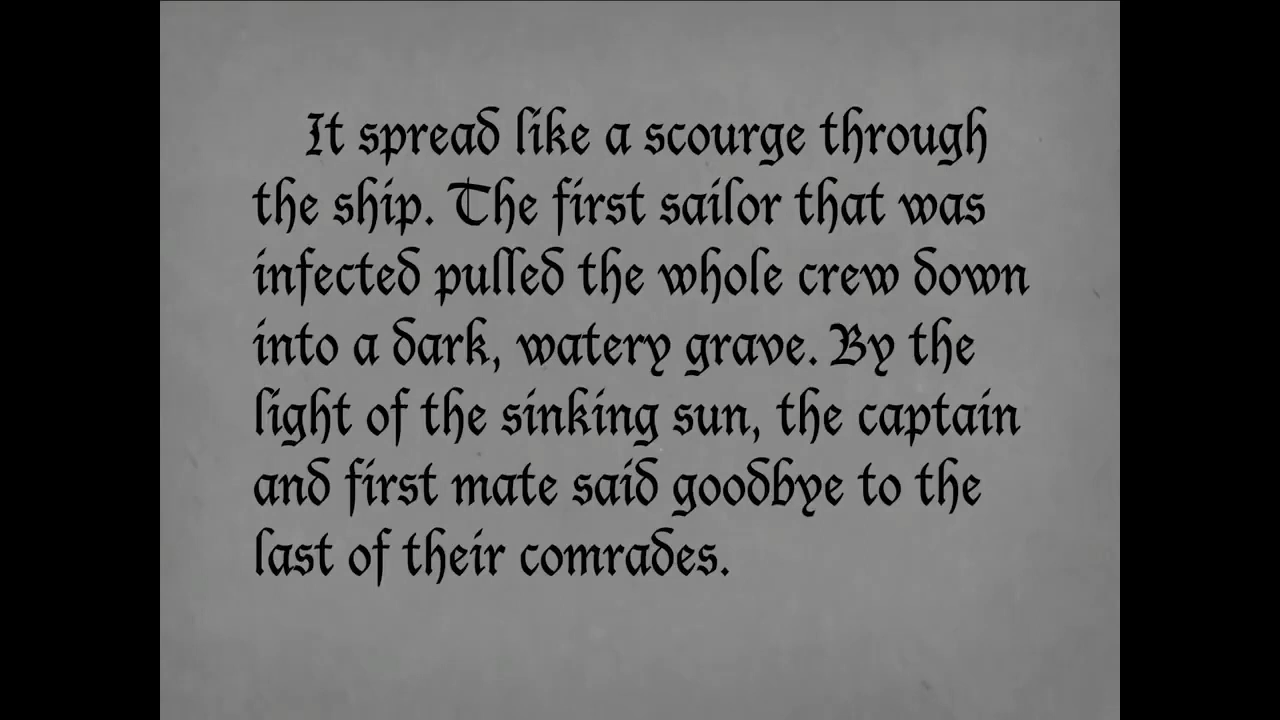 It spread like a scourge through
the ship. The first sailor that was
infected pulled the whole crew down
into a dark, watery grave. By the
light of the sinking sun, the captain
and first mate said goodbye to the
last of their comrades.